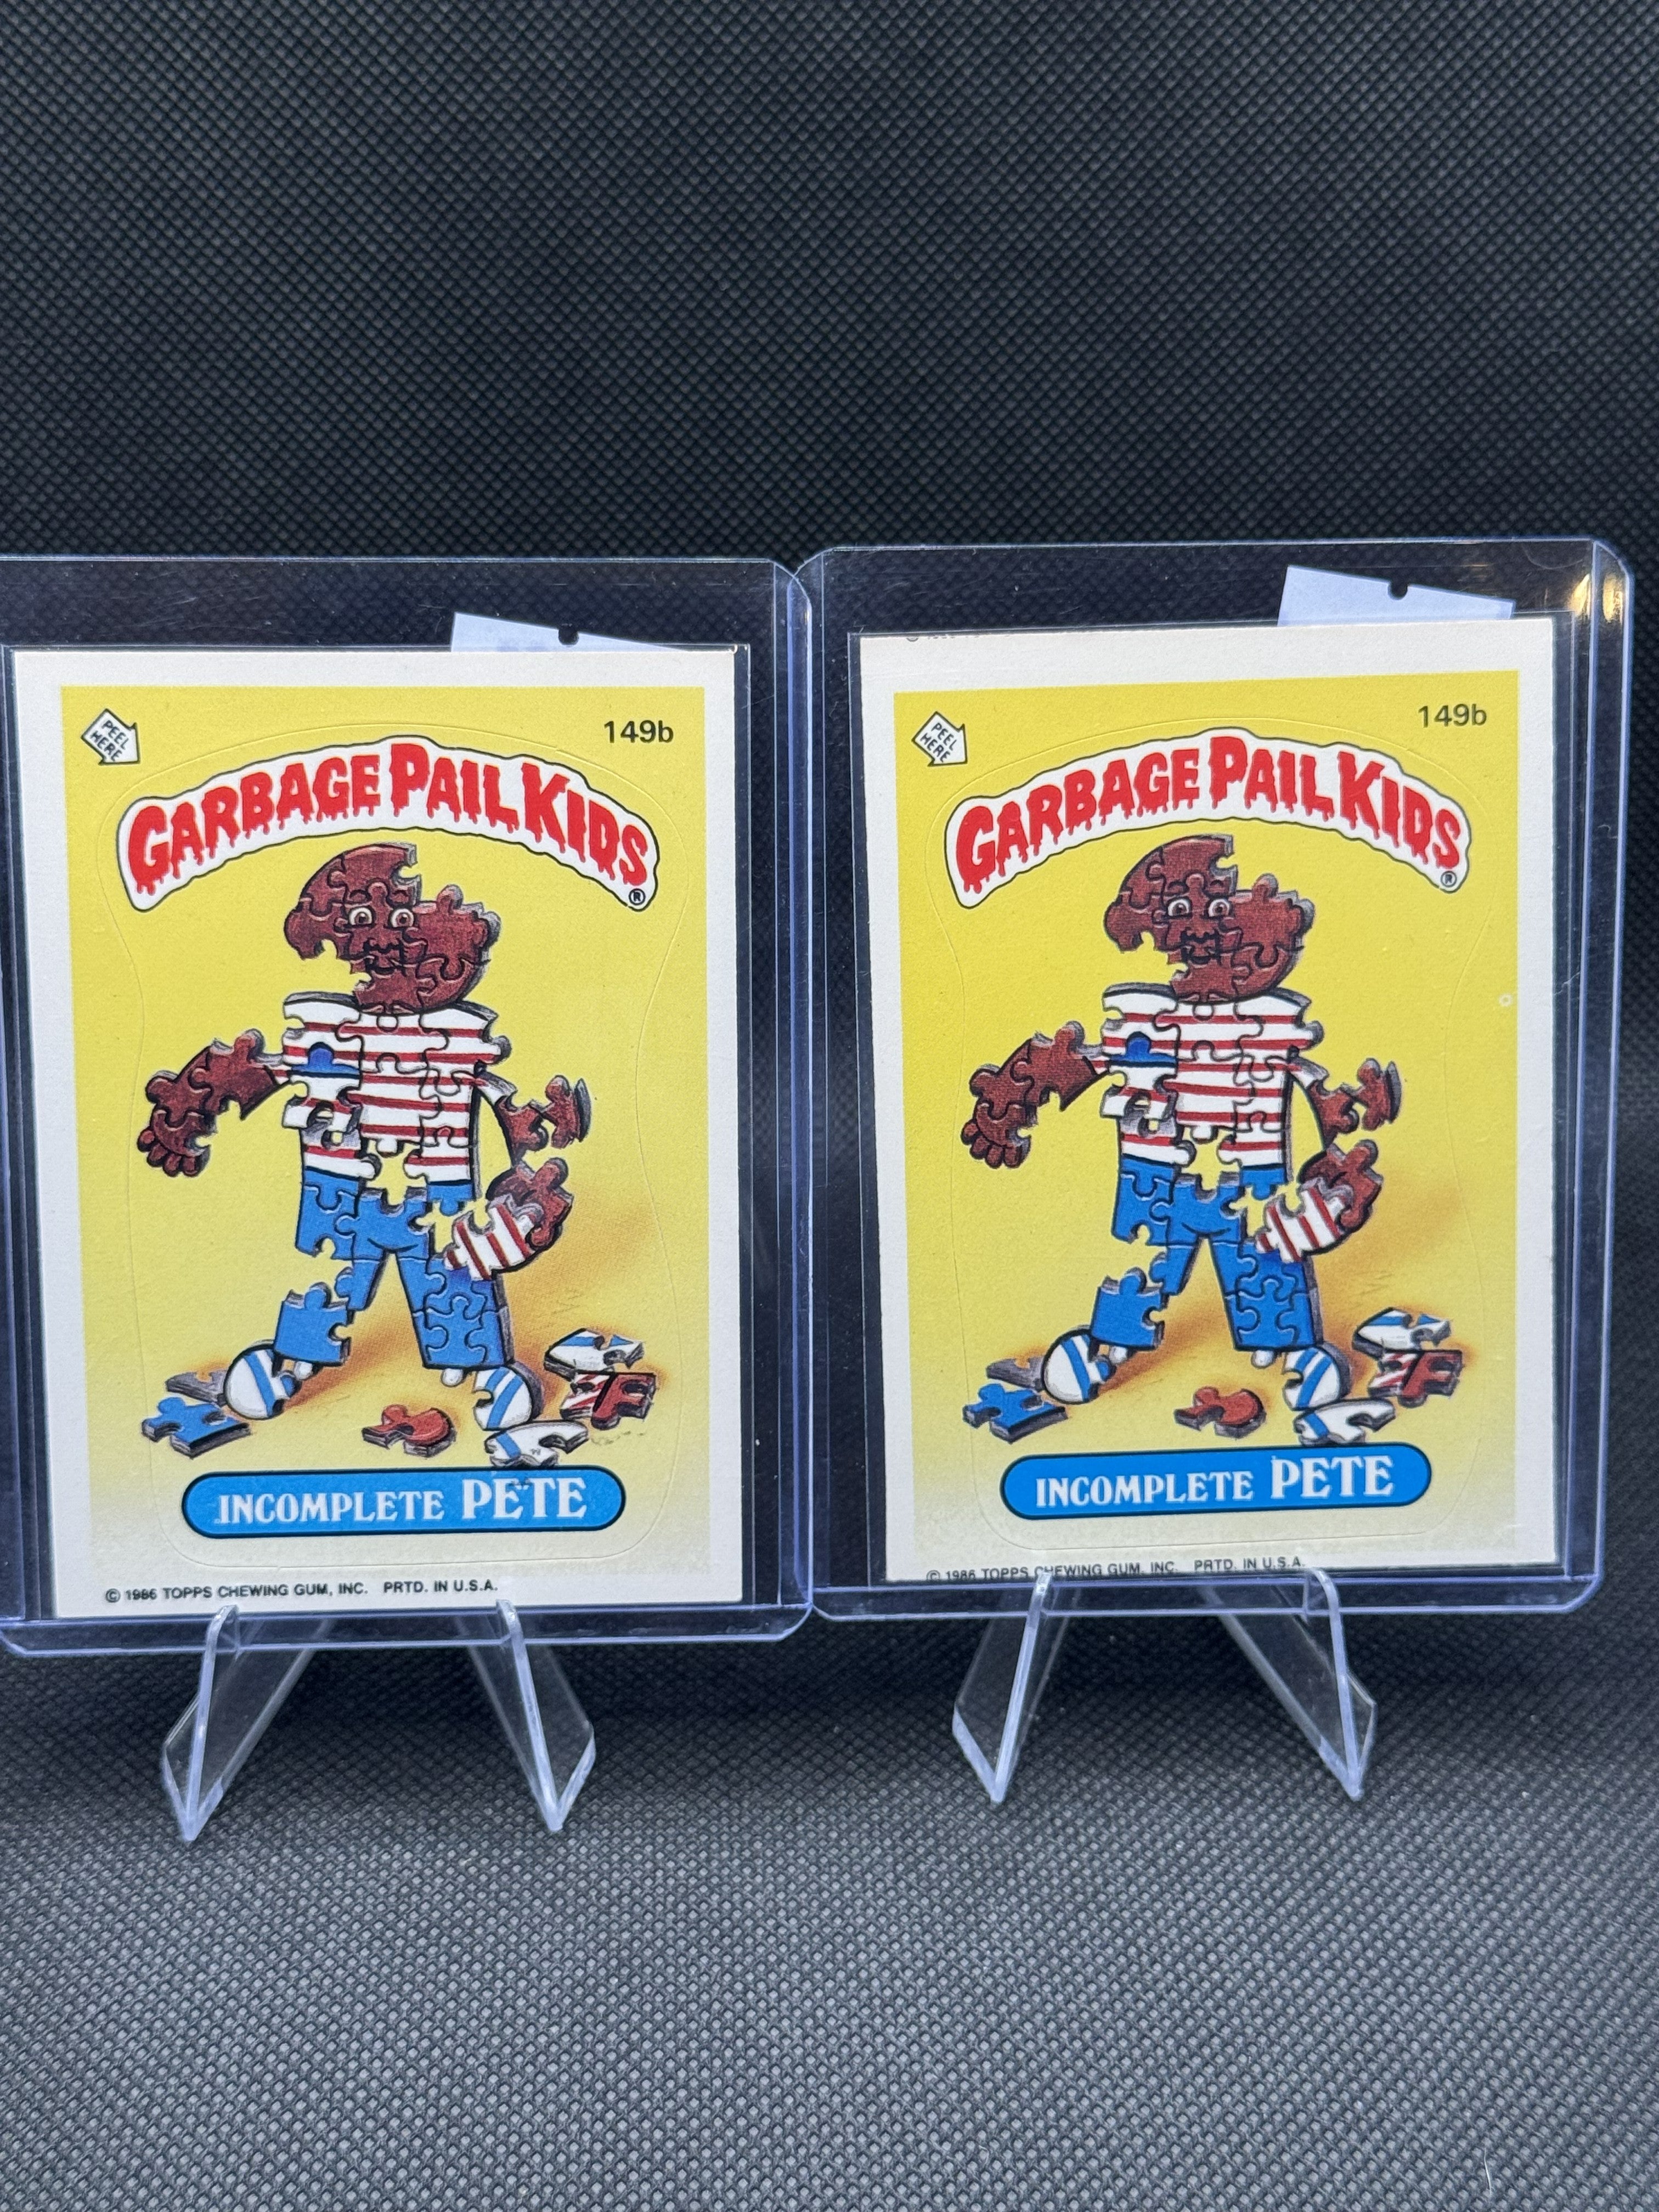 PEEL
HERE
149b
GARBAGE PAIL KIDS
®
INCOMPLETE PETE
© 1986 TOPPS CHEWING GUM, INC. PRTD. IN U.S.A.
PEEL
HERE
149b
GARBAGE PAIL KIDS
®
INCOMPLETE PETE
© 1986 TOPPS CHEWING GUM, INC. PRTD. IN U.S.A.